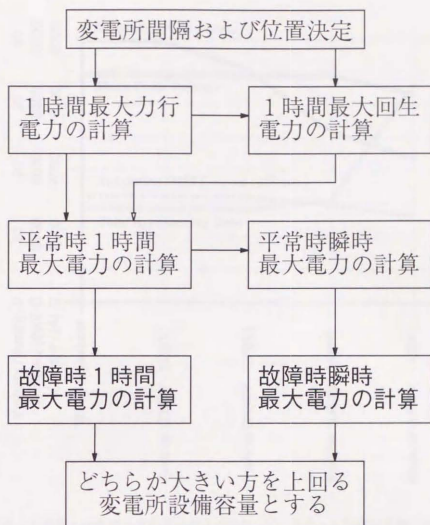 変電所間隔および位置決定
１時間最大力行
電力の計算
１時間最大回生
電力の計算
平常時１時間
最大電力の計算
平常時瞬時
最大電力の計算
故障時１時間
最大電力の計算
故障時瞬時
最大電力の計算
どちらか大きい方を上回る
変電所設備容量とする